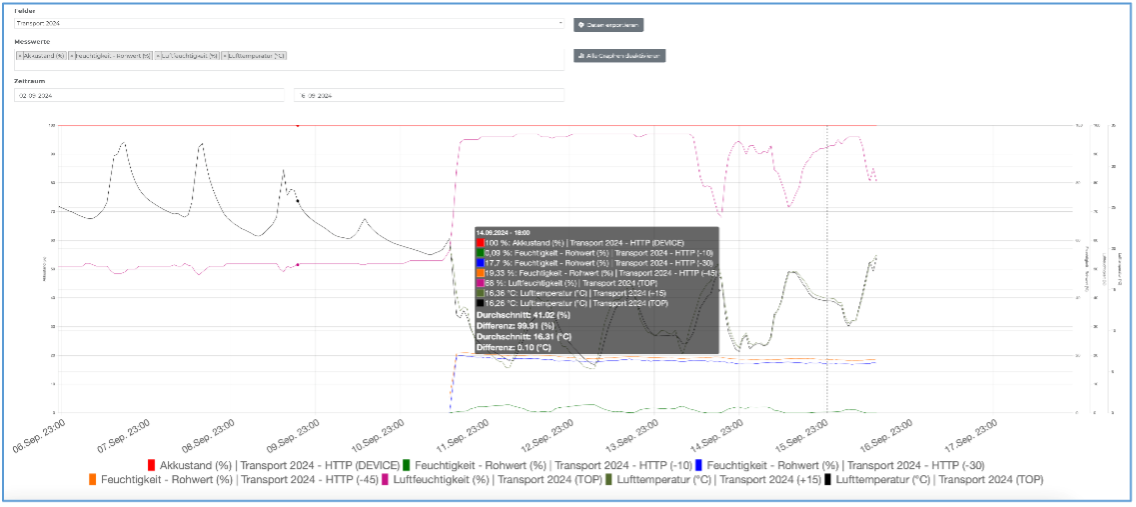 Felder
Transport 2024
Daten exportieren
Messwerte
× Akkustand (%) × Feuchtigkeit - Rohwert (%) × Luftfeuchtigkeit (%) × Lufttemperatur (°C)
Alle Graphen deaktivieren
Zeitraum
02-09-2024
6-09-2024
14.09.2024 - 19:00
100 %: Akkustand (%) | Transport 2024 - HTTP (DEVICE)
0,09 %: Feuchtigkeit - Rohwert (%) | Transport 2024 - HTTP (-10)
17,7 %: Feuchtigkeit - Rohwert (%) | Transport 2024 - HTTP (-30)
19,33 %: Feuchtigkeit - Rohwert (%) | Transport 2024 - HTTP (-45)
%: Luftfeuchtigkeit (%) | Transport 2024 (TOP)
16,36 °C: Lufttemperatur (°C) | Transport 2024 (+15)
16,26 °C: Lufttemperatur (°C) | Transport 2024 (TOP)
Durchschnitt: 41.02 (%)
Differenz: 99.91 (%)
Durchschnitt: 16.31 (°C)
Differenz: 0.10 (°C)
06.Sep. 23:00 07.Sep. 23:00 08.Sep. 23:00 09.Sep. 23:00 10.Sep. 23:00 11.Sep. 23:00 12.Sep. 23:00 13.Sep. 23:00 14.Sep. 23:00 15.Sep. 23:00 16.Sep. 23:00 17.Sep. 23:00
Akkustand (%) | Transport 2024 - HTTP (DEVICE) Feuchtigkeit - Rohwert (%) | Transport 2024 - HTTP (-10) Feuchtigkeit - Rohwert (%) | Transport 2024 - HTTP (-30)
Feuchtigkeit - Rohwert (%) | Transport 2024 - HTTP (-45) Luftfeuchtigkeit (%) | Transport 2024 (TOP) Lufttemperatur (°C) | Transport 2024 (+15) Lufttemperatur (°C) | Transport 2024 (TOP)